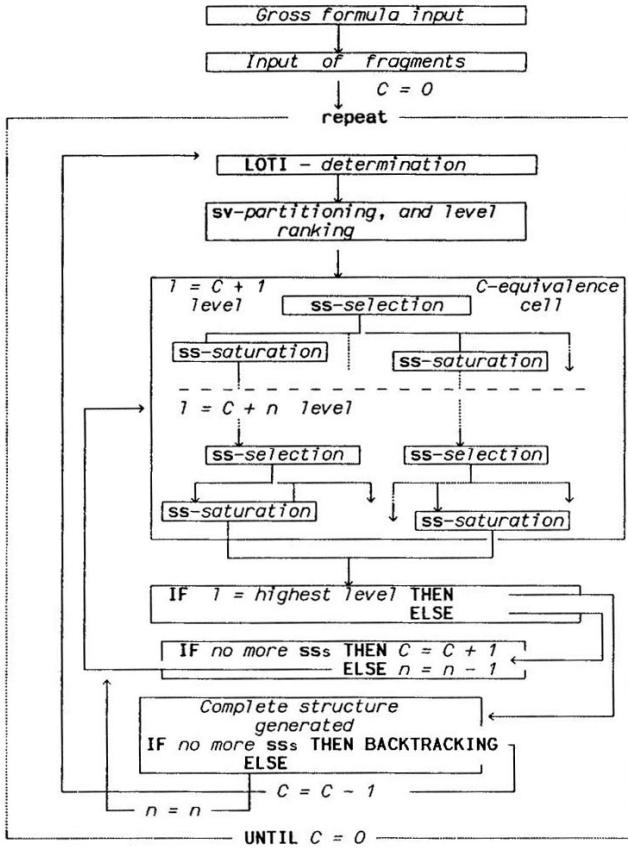 Gross formula input
Input of fragments
C = 0
repeat
LOTI - determination
sv-partitioning, and level
ranking
l = C + 1
level
C-equivalence
cell
ss-selection
ss-saturation
ss-saturation
l = C + n level
ss-selection
ss-selection
ss-saturation
ss-saturation
IF l = highest level THEN
ELSE
IF no more sss THEN C = C + 1
ELSE n = n - 1
Complete structure
generated
IF no more sss THEN BACKTRACKING
ELSE
C = C - 1
n = n
UNTIL C = 0